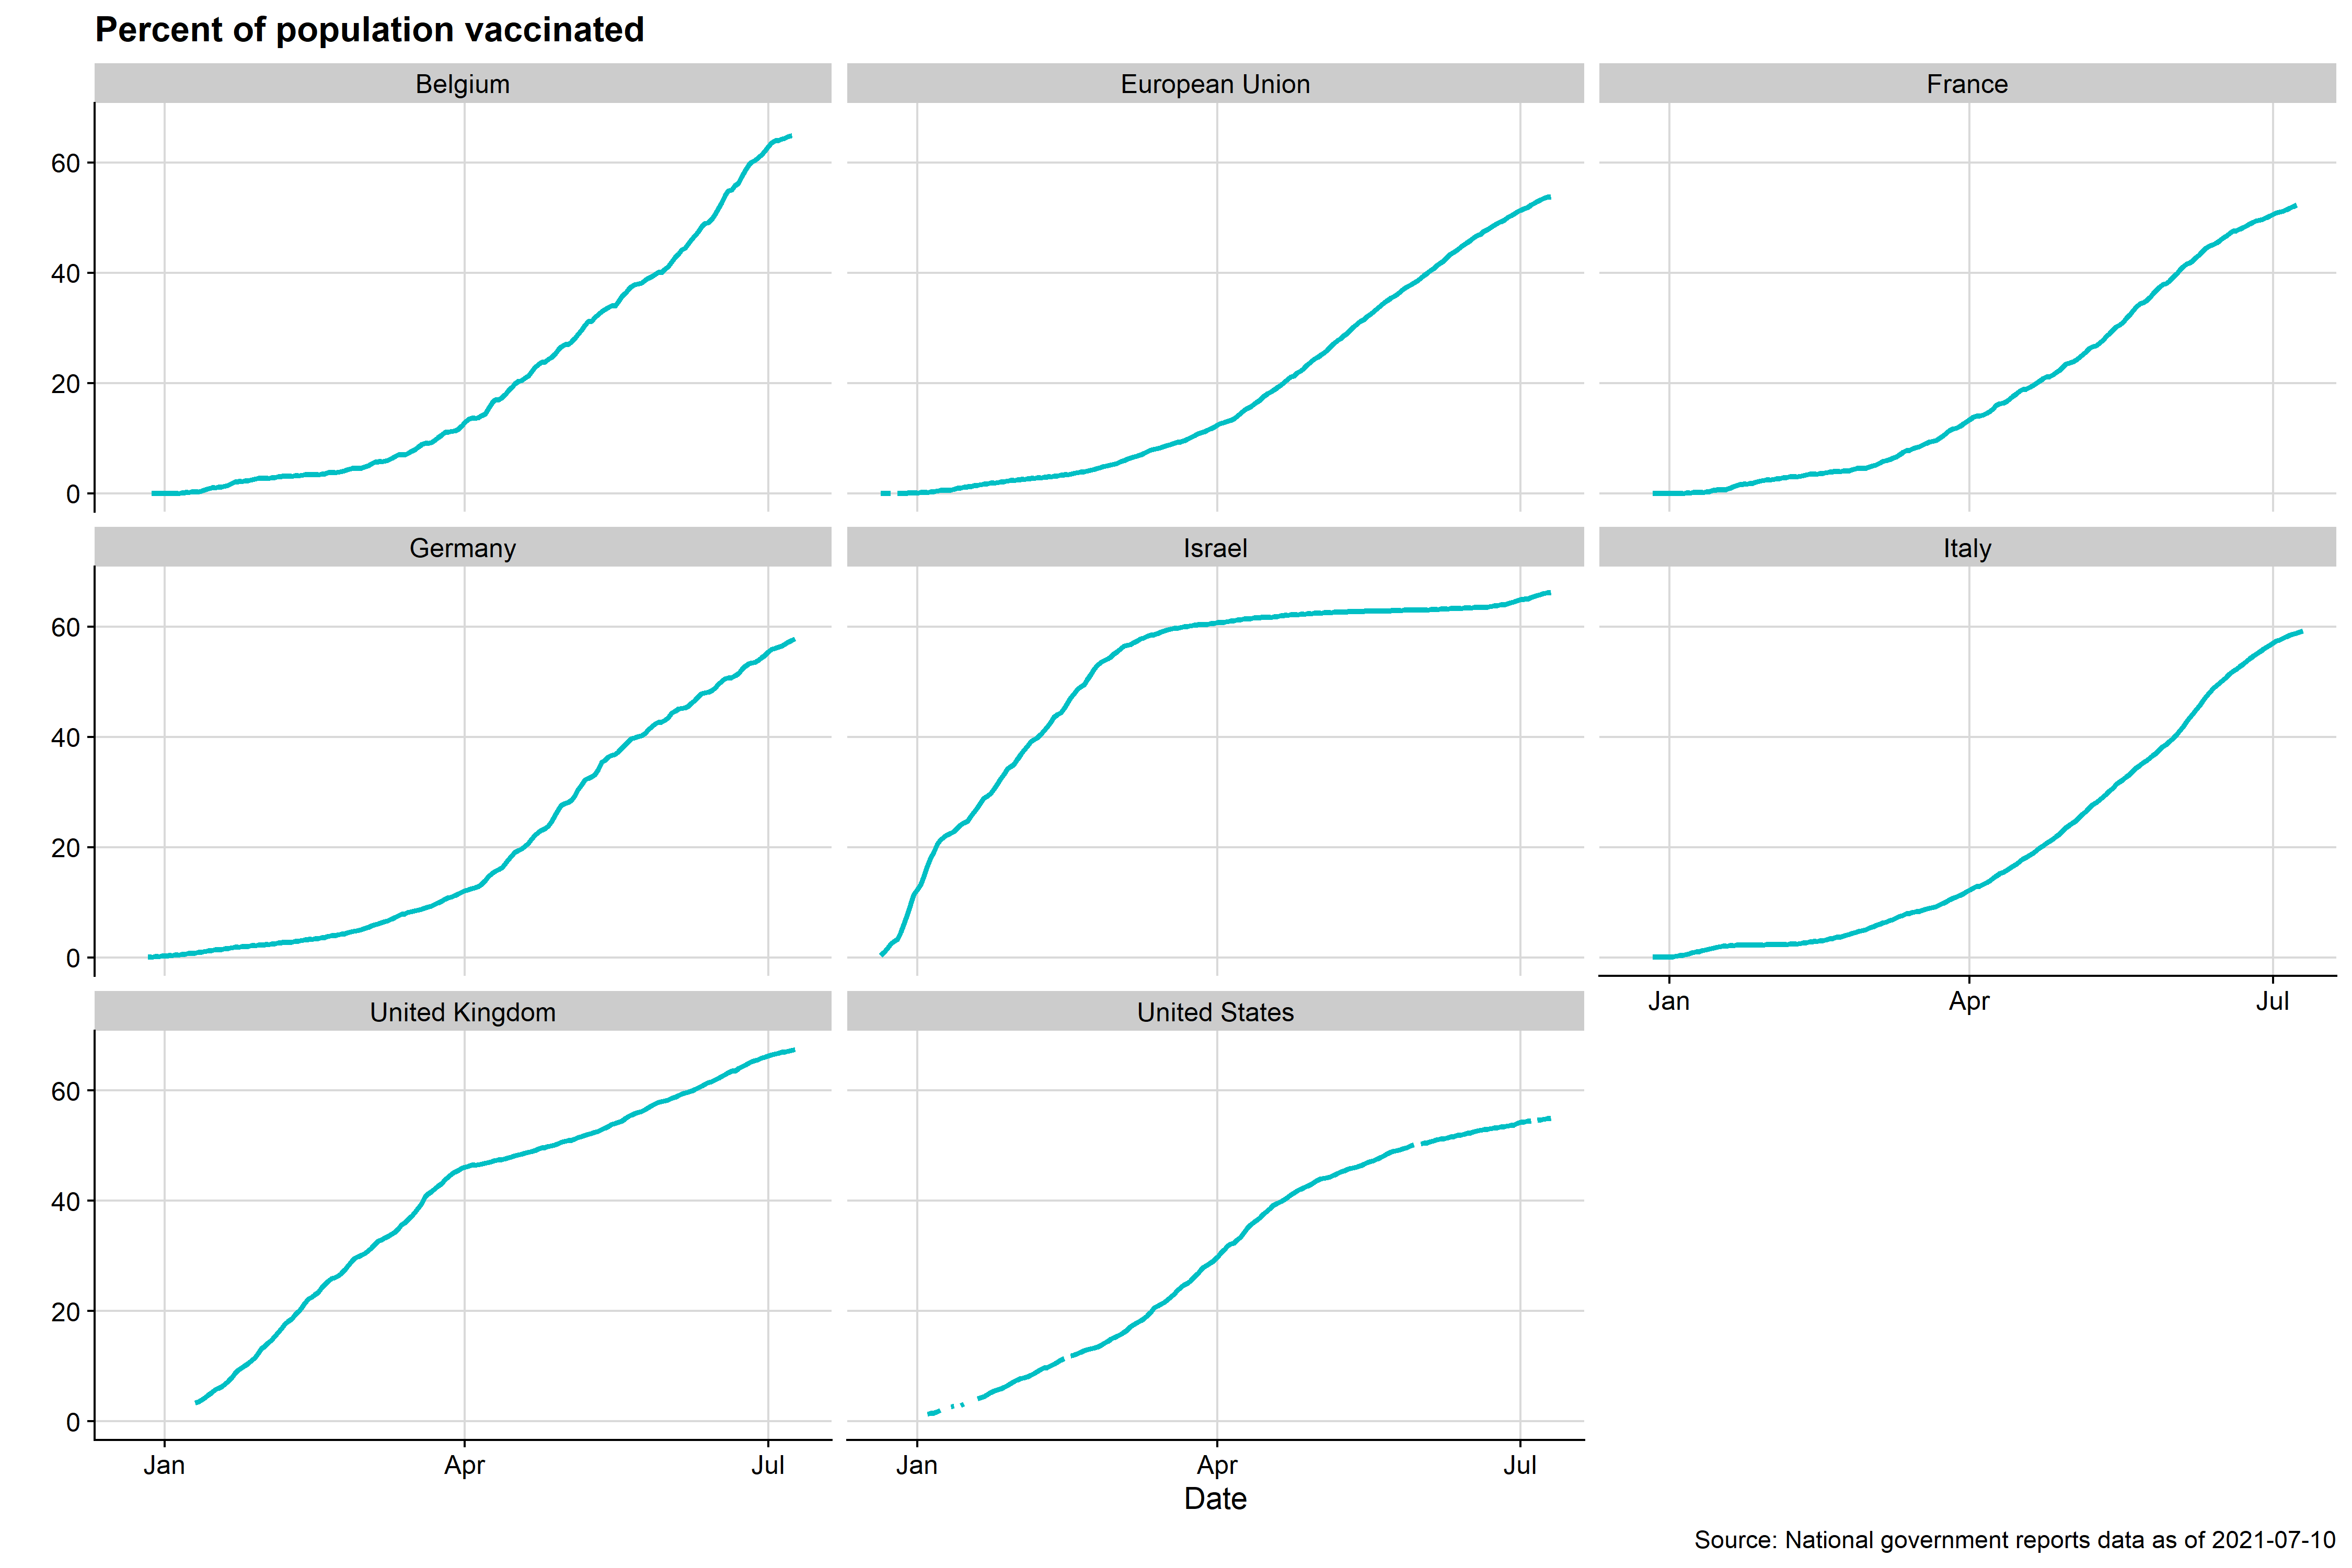 Percent of population vaccinated
Belgium
European Union
France
60
40
20
0
Germany
Israel
Italy
60
40
20
0
Jan Apr Jul
United Kingdom
United States
60
40
20
0
Jan Apr Jul
Jan Apr Jul
Date
Source: National government reports data as of 2021-07-10